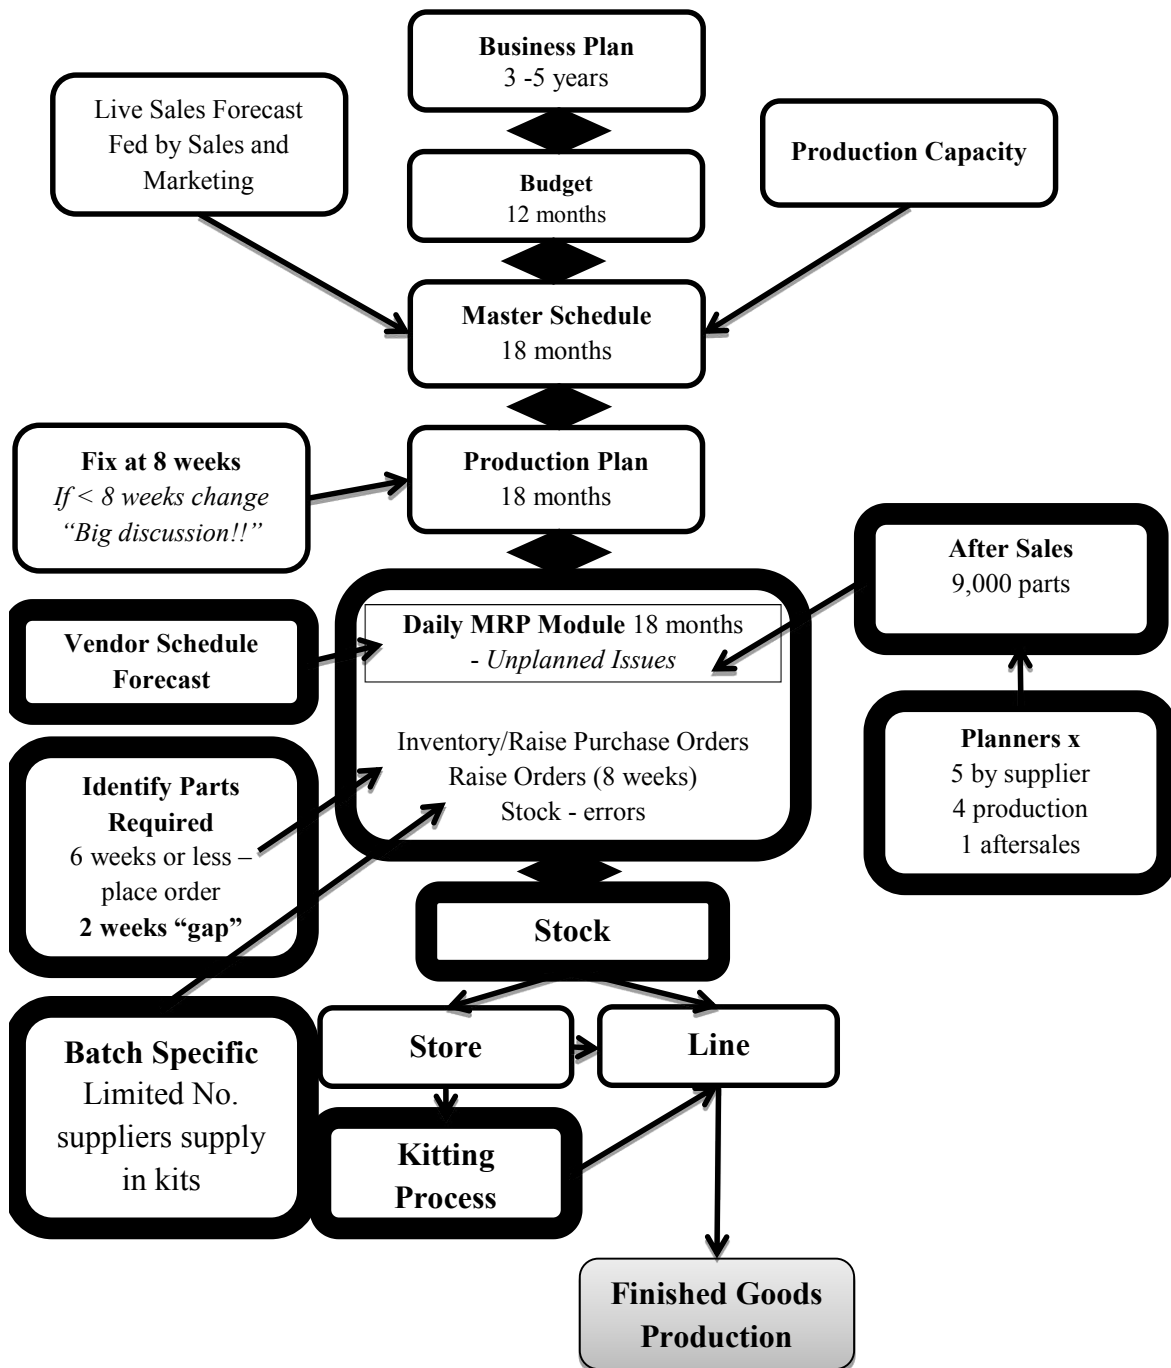 Business Plan
3 -5 years
Live Sales Forecast
Fed by Sales and
Marketing
Production Capacity
Budget
12 months
Master Schedule
18 months
Fix at 8 weeks
If < 8 weeks change
“Big discussion!!”
Production Plan
18 months
After Sales
9,000 parts
Vendor Schedule
Forecast
Daily MRP Module 18 months
- Unplanned Issues
Inventory/Raise Purchase Orders
Raise Orders (8 weeks)
Stock - errors
Planners x
5 by supplier
4 production
1 aftersales
Identify Parts
Required
6 weeks or less –
place order
2 weeks “gap”
Stock
Batch Specific
Limited No.
suppliers supply
in kits
Store
Line
Kitting
Process
Finished Goods
Production